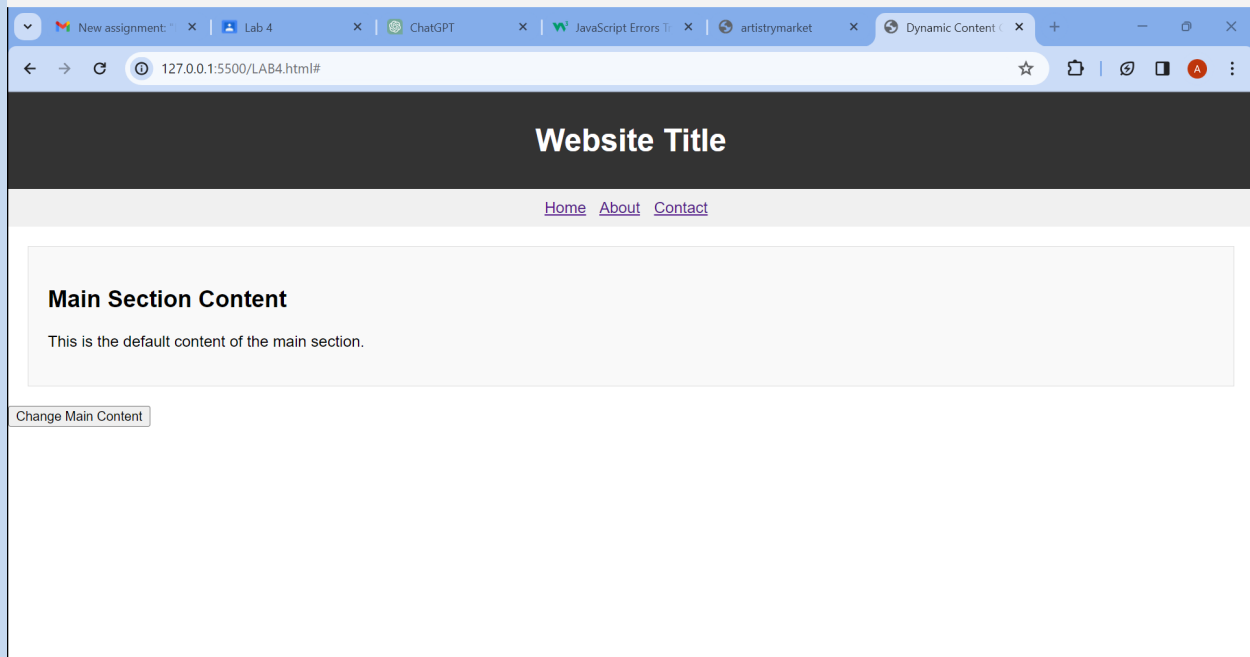 New assignment: "
Lab 4
ChatGPT
JavaScript Errors Tr
artistrymarket
Dynamic Content
127.0.0.1:5500/LAB4.html#
A
Website Title
Home About Contact
Main Section Content
This is the default content of the main section.
Change Main Content